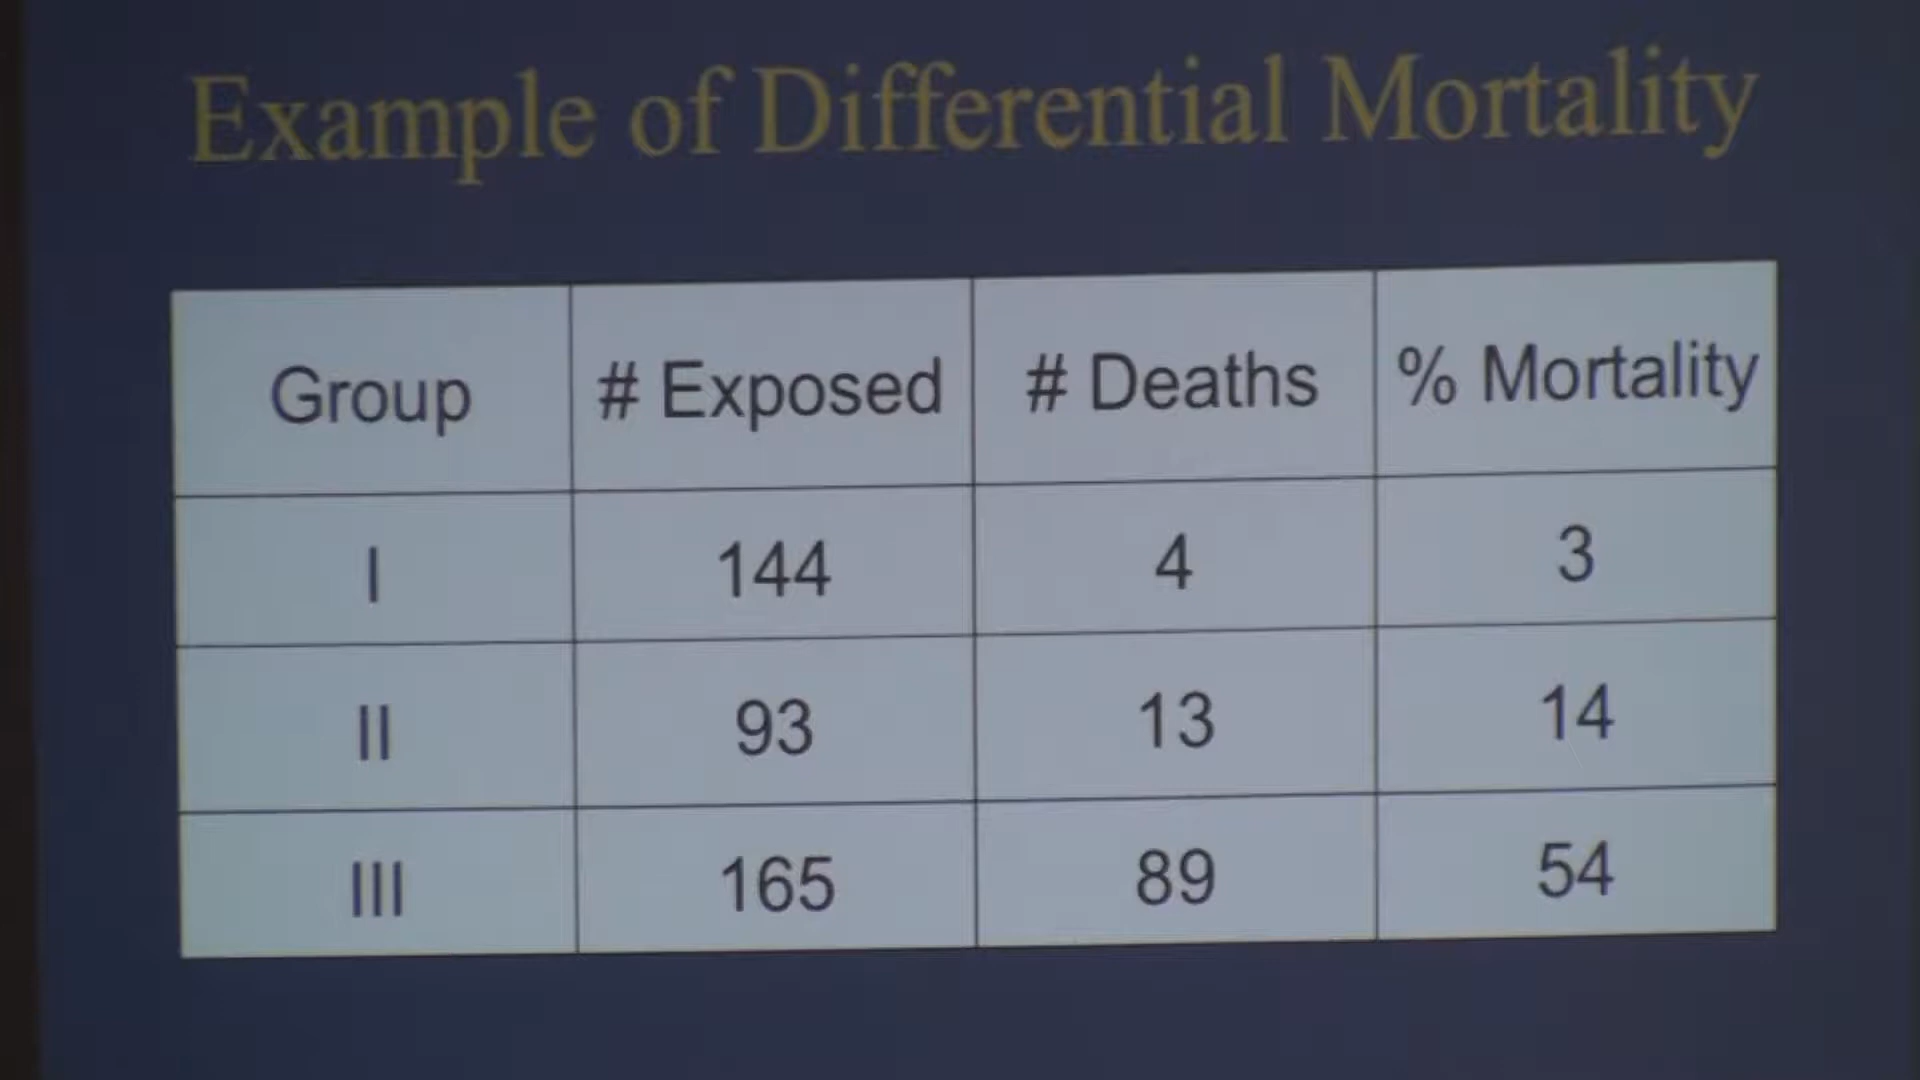 Example of Differential Mortality
Group # Exposed # Deaths % Mortality
I 144 4 3
II 93 13 14
III 165 89 54